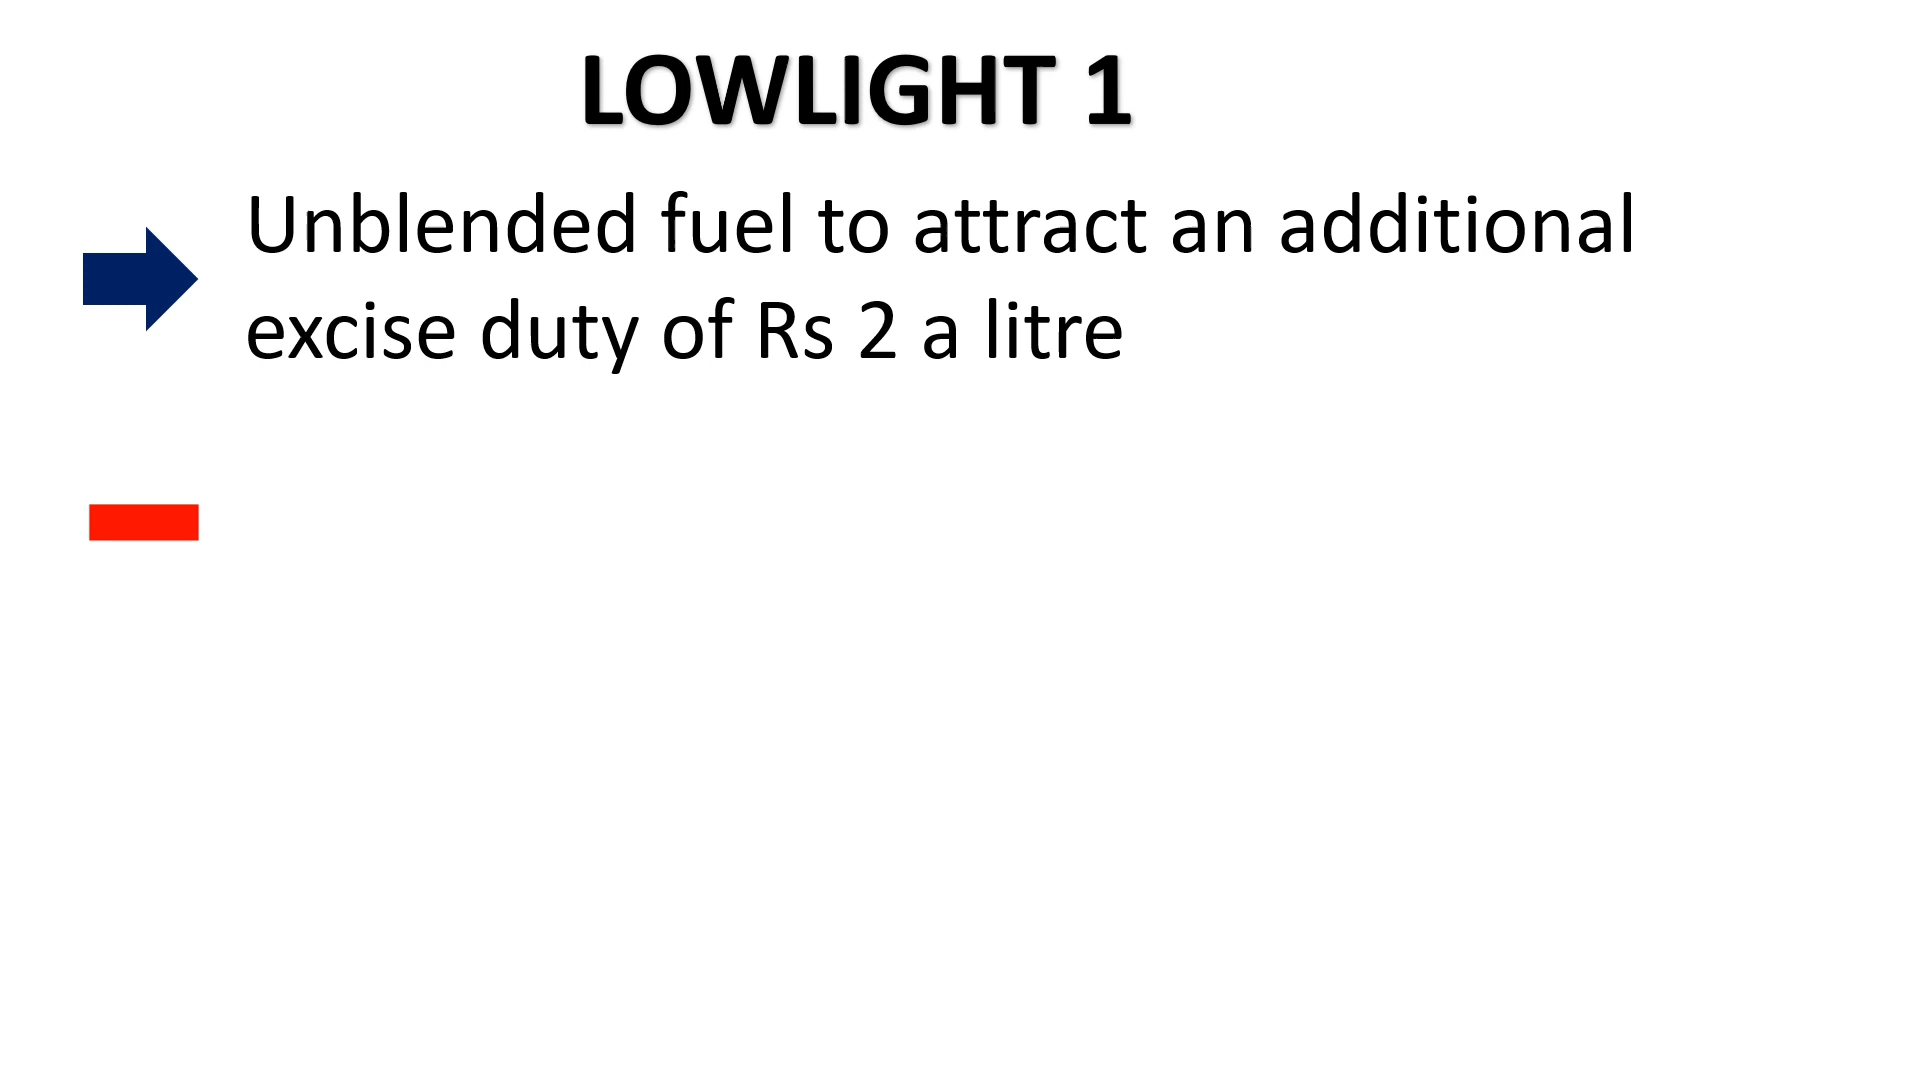 LOWLIGHT 1
Unblended fuel to attract an additional
excise duty of Rs 2 a litre